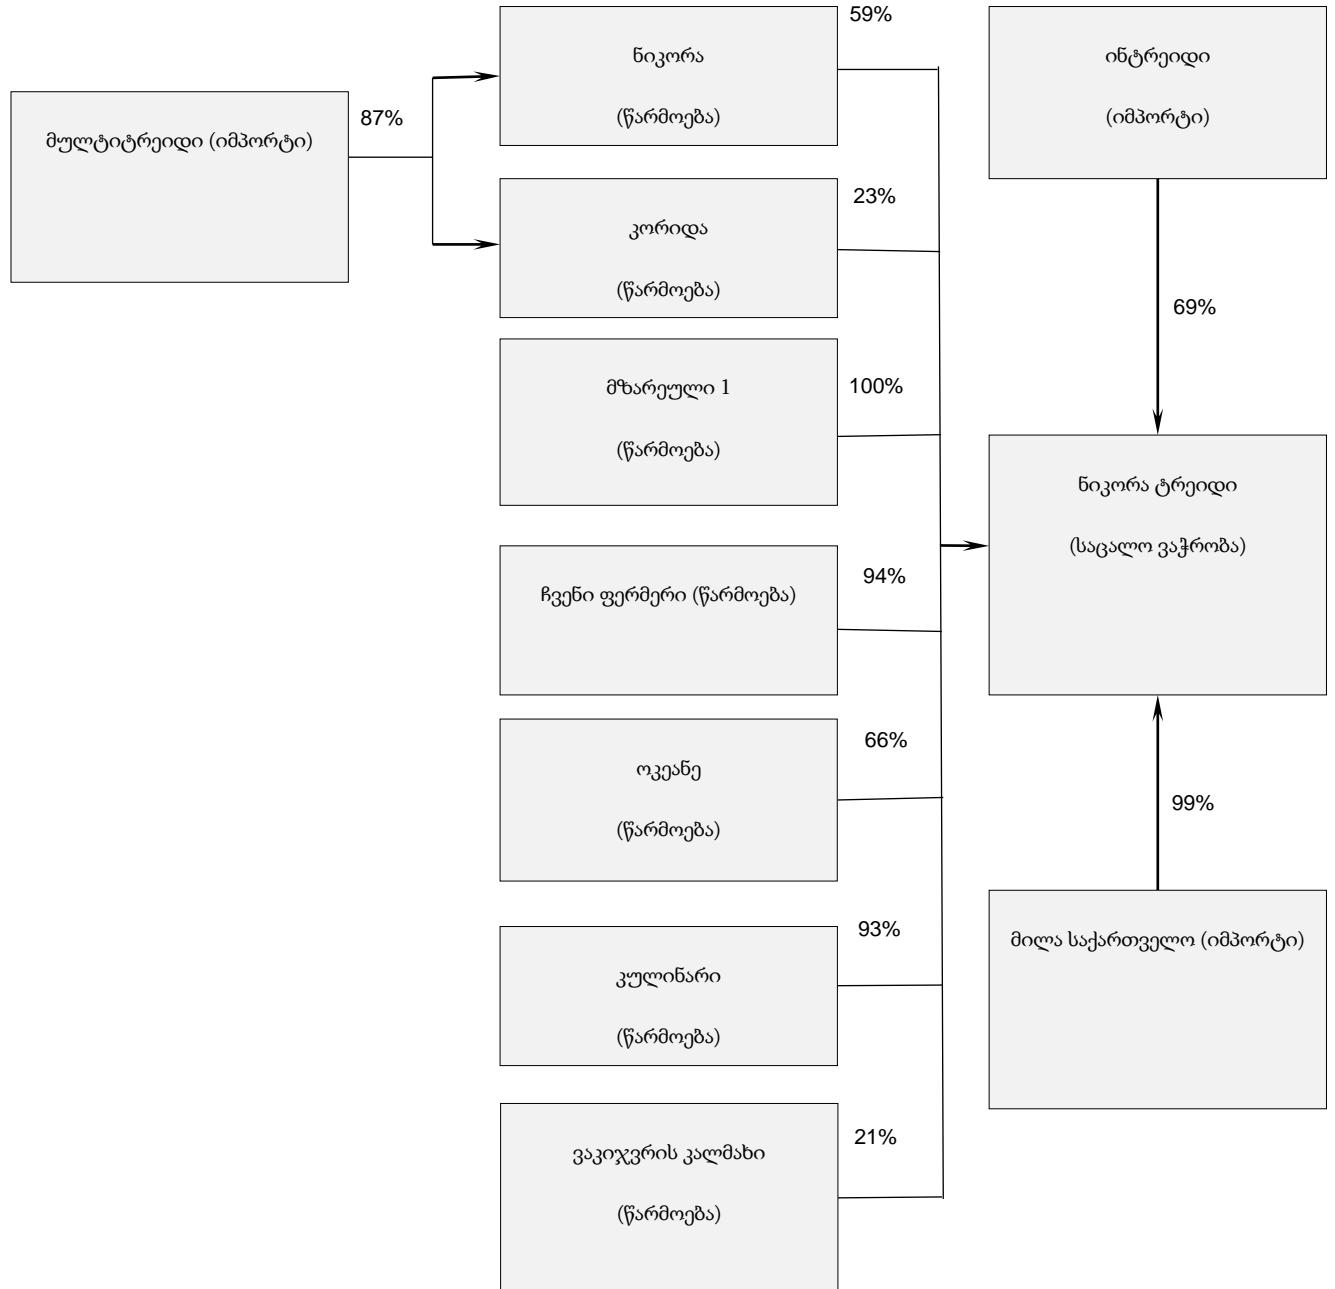 59%
ნიკორა
(წარმოება)
ინტრეიდი
(იმპორტი)
მულტიტრეიდი (იმპორტი)
87%
კორიდა
(წარმოება)
23%
69%
მზარეული 1
(წარმოება)
100%
ნიკორა ტრეიდი
(საცალო ვაჭრობა)
ჩვენი ფერმერი (წარმოება)
94%
ოკეანე
(წარმოება)
66%
99%
კულინარი
(წარმოება)
93%
მილა საქართველო (იმპორტი)
ვაკიჯვრის კალმახი
(წარმოება)
21%